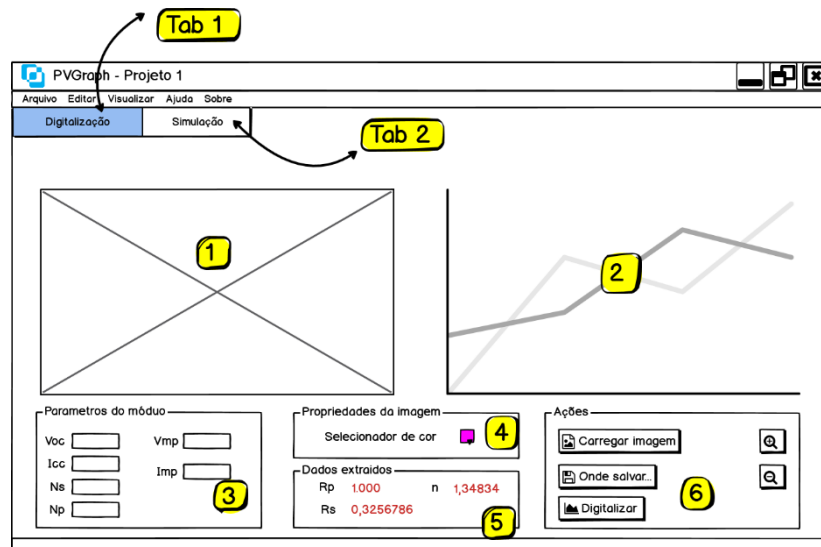 Tab 1
PVGraph - Projeto 1
Arquivo Editar Visualizar Ajuda Sobre
Digitalização Simulação
Tab 2
1
2
Parametros do móduo
Voc Vmp
Icc Imp
Ns
Np
3
Propriedades da imagem
Selecionador de cor
4
Dados extraidos
Rp 1.000 n 1,34834
Rs 0,3256786
5
Ações
Carregar imagem
Onde salvar...
Digitalizar
6